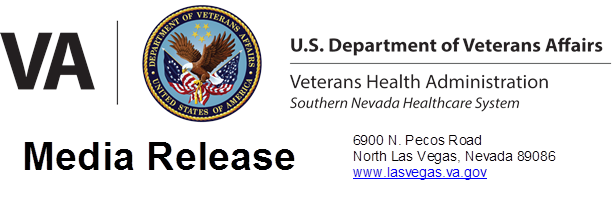 VA
DEPARTMENT OF VETERANS AFFAIRS
UNITED STATES OF AMERICA
U.S. Department of Veterans Affairs
Veterans Health Administration
Southern Nevada Healthcare System
Media Release
6900 N. Pecos Road
North Las Vegas, Nevada 89086
www.lasvegas.va.gov